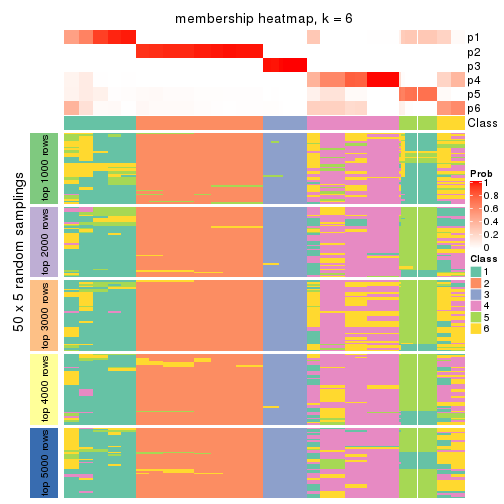 membership heatmap, k = 6
p1
p2
p3
p4
p5
p6
Class
50 x 5 random samplings
top 1000 rows
top 2000 rows
top 3000 rows
top 4000 rows
top 5000 rows
Prob
1
0.8
0.6
0.4
0.2
0
Class
1
2
3
4
5
6